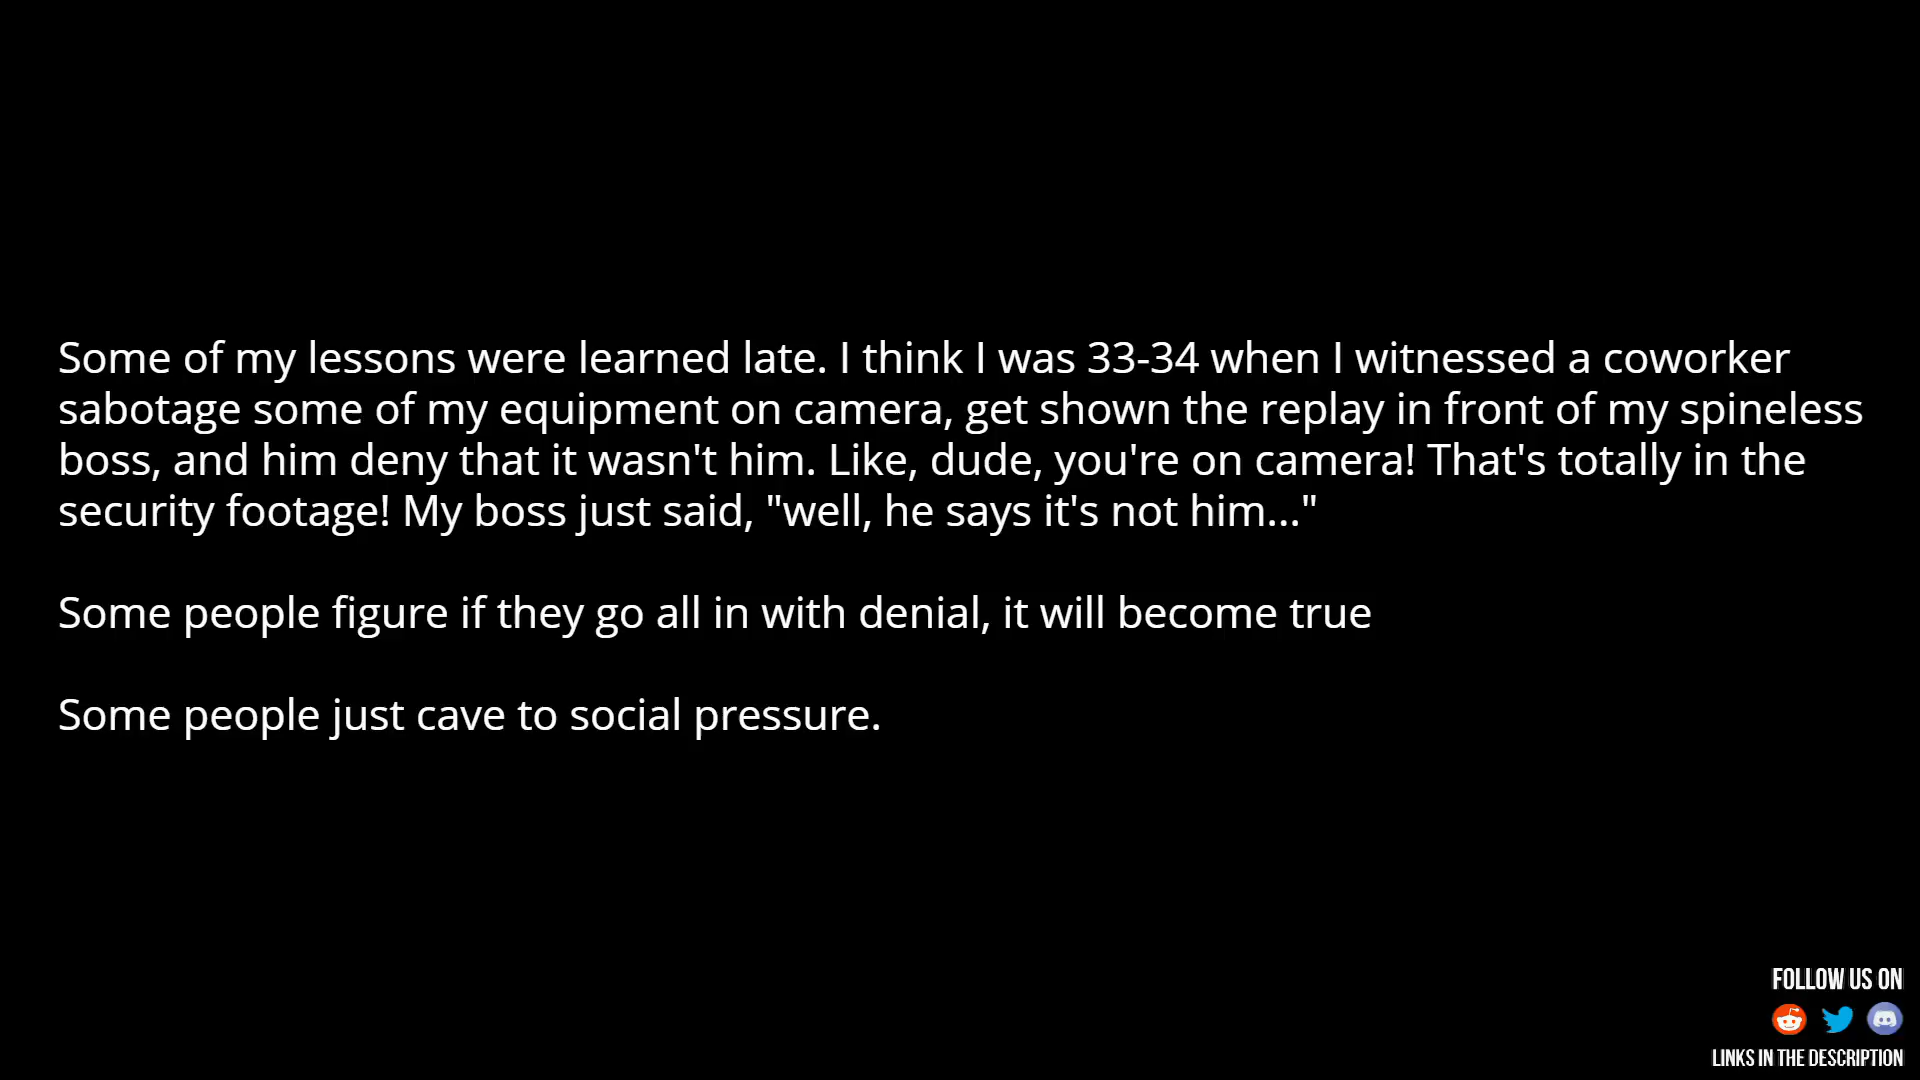 Some of my lessons were learned late. I think I was 33-34 when I witnessed a coworker
sabotage some of my equipment on camera, get shown the replay in front of my spineless
boss, and him deny that it wasn't him. Like, dude, you're on camera! That's totally in the
security footage! My boss just said, "well, he says it's not him..."
Some people figure if they go all in with denial, it will become true
Some people just cave to social pressure.
FOLLOW US ON
LINKS IN THE DESCRIPTION